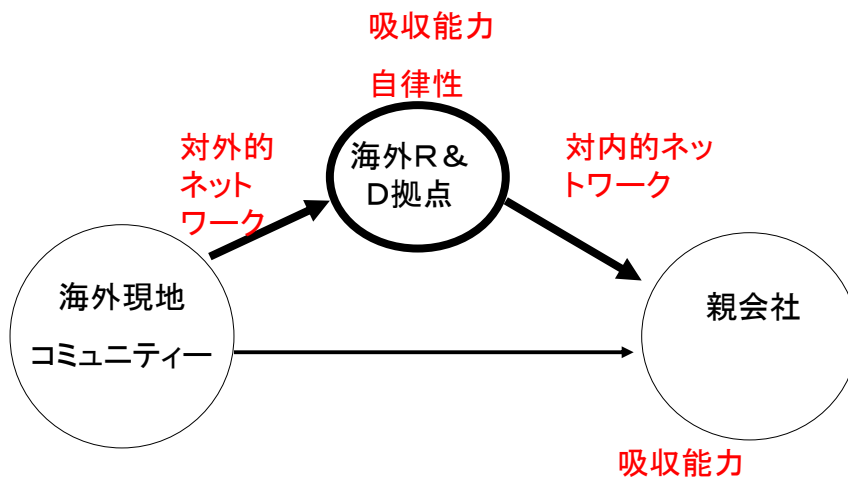 吸収能力
自律性
対外的
ネット
ワーク
海外R＆
D拠点
対内的ネッ
トワーク
海外現地
コミュニティー
親会社
吸収能力